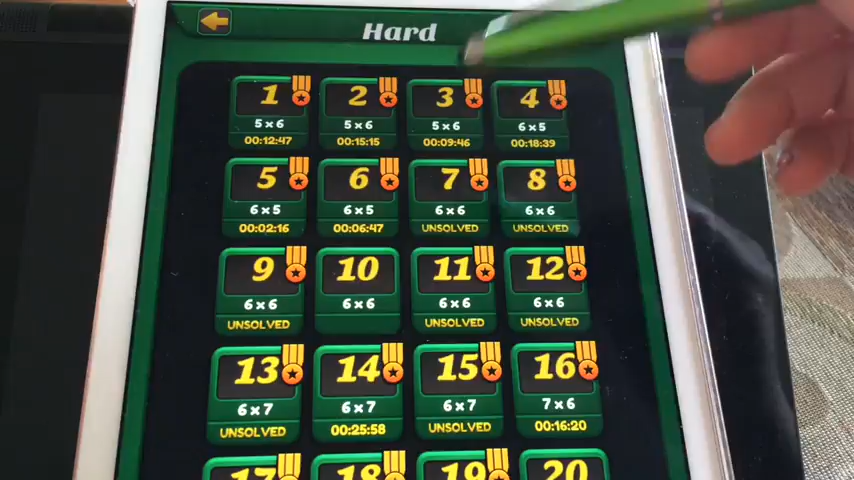 Hard
1 2 3 4
5 x 6 5 x 6 5 x 6 6 x 5
00:12:47 00:15:15 00:09:46 00:18:39
5 6 7 8
6 x 5 6 x 5 6 x 6 6 x 6
00:02:16 00:06:47 UNSOLVED UNSOLVED
9 10 11 12
6 x 6 6 x 6 6 x 6 6 x 6
UNSOLVED UNSOLVED UNSOLVED
13 14 15 16
6 x 7 6 x 7 6 x 7 7 x 6
UNSOLVED 00:25:58 UNSOLVED 00:16:20
17 18 19 20